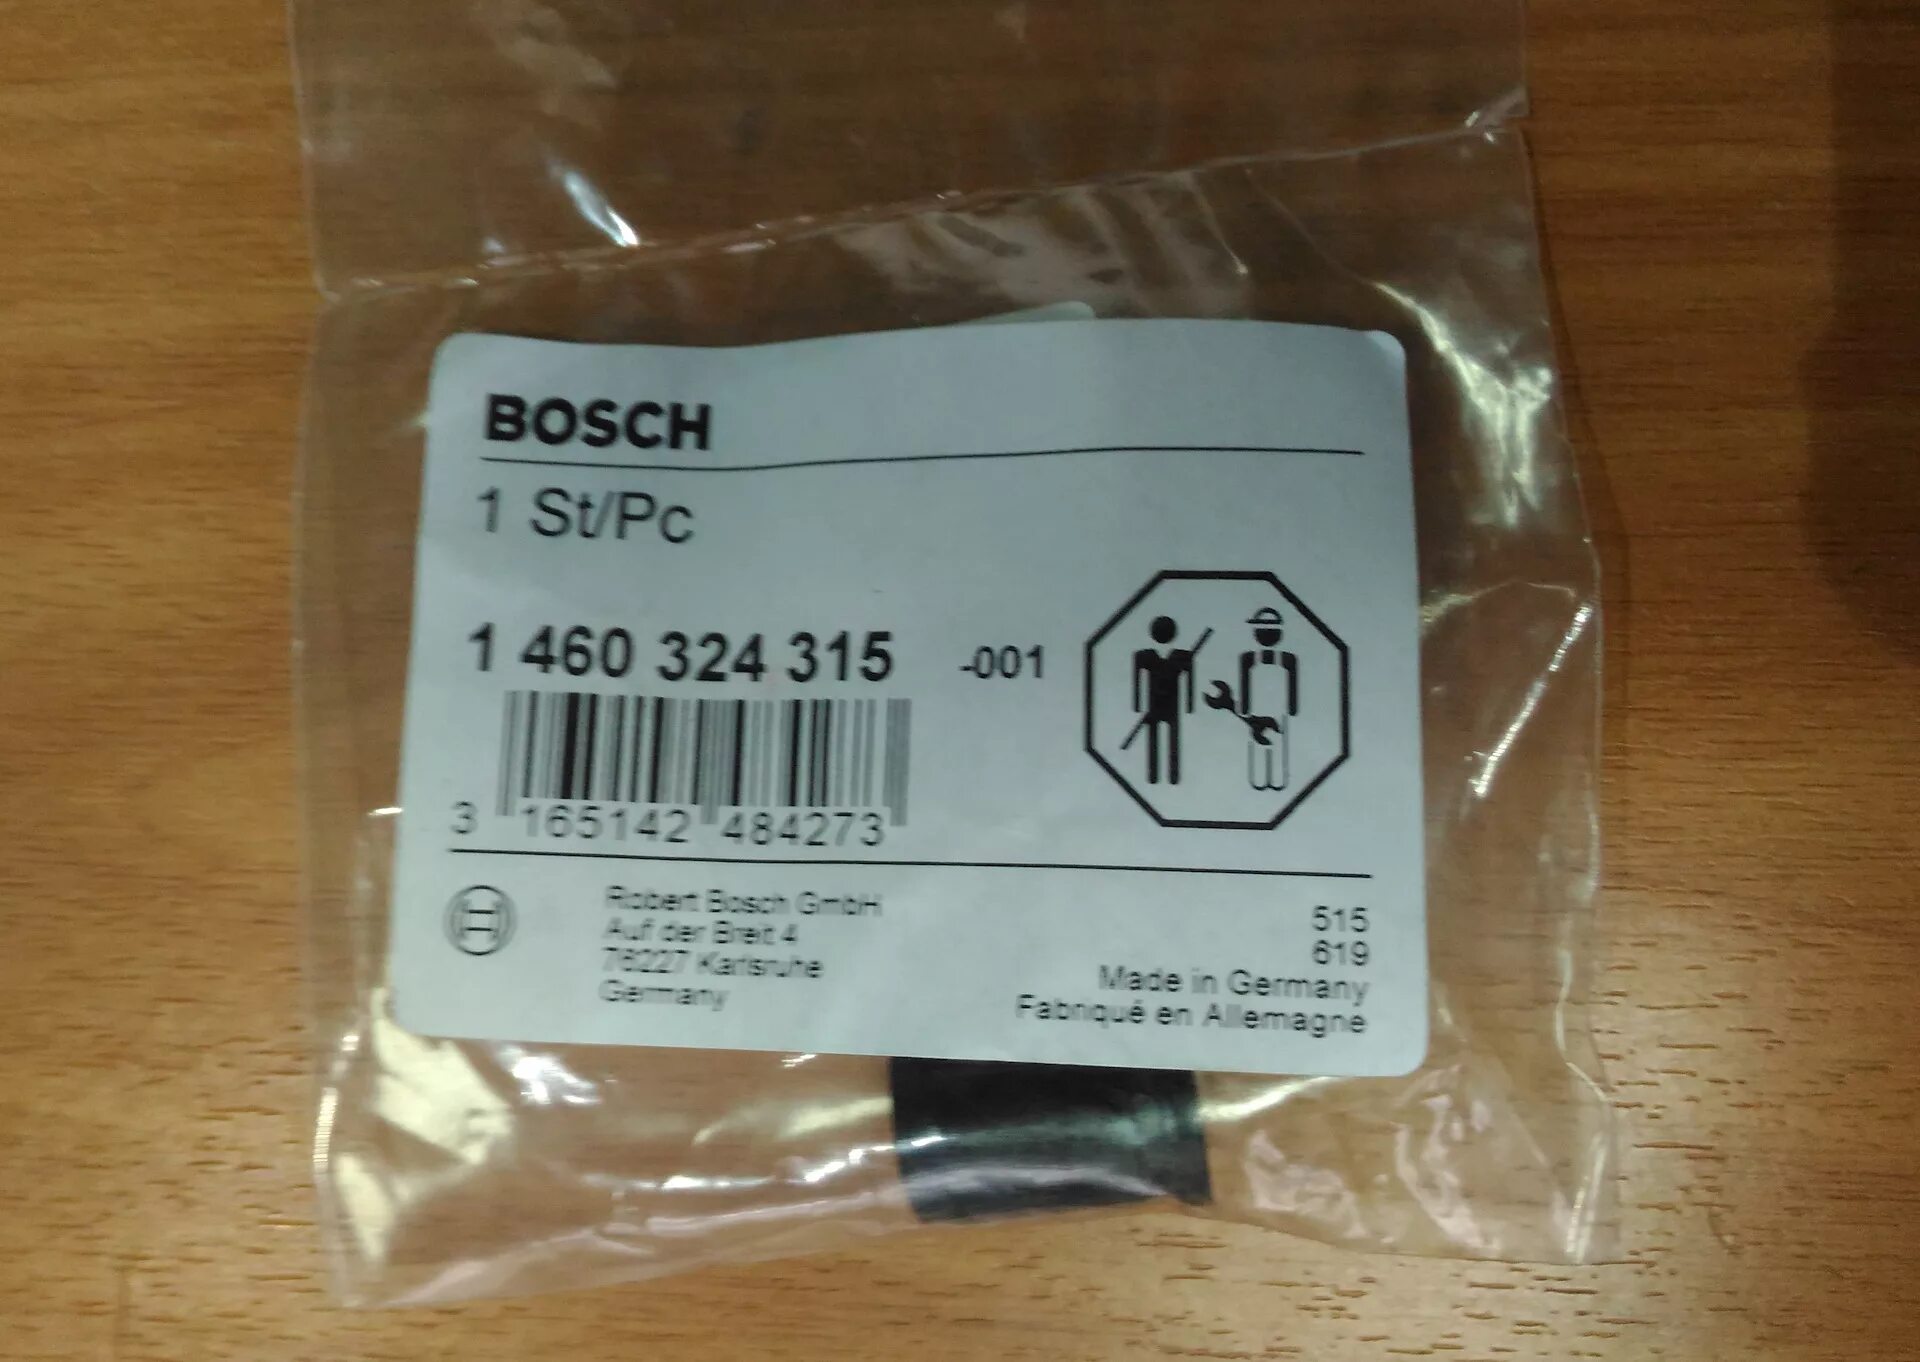 BOSCH
1 St/Pc
1 460 324 315 -001
3 165142 484273
Robert Bosch GmbH
Auf der Breit 4
76227 Karlsruhe
Germany
515
619
Made in Germany
Fabriqué en Allemagne